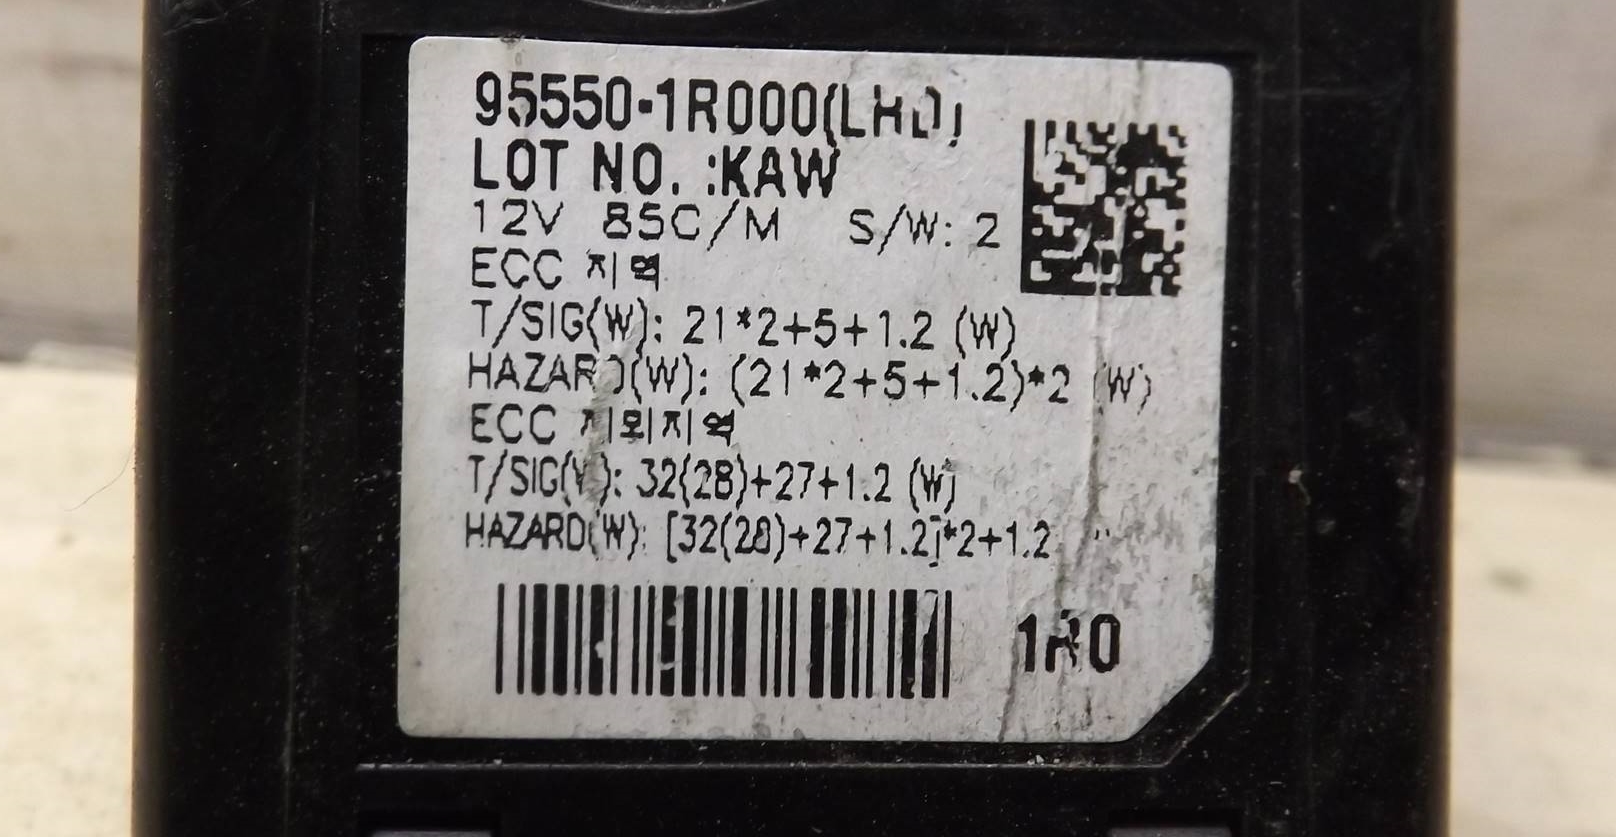 95550-1R000(LHD)
LOT NO. :KAW
12V 85C/M S/W: 2
ECC 지역
T/SIG(W): 21*2+5+1.2 (W)
HAZARD(W): (21*2+5+1.2)*2 (W)
ECC 지외지역
T/SIG(W): 32(28)+27+1.2 (W)
HAZARD(W): [32(28)+27+1.2]*2+1.2
1R0